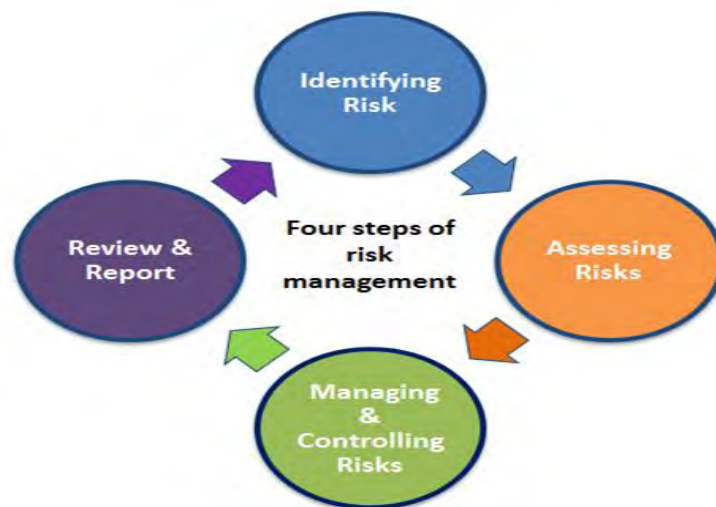 Identifying
Risk
Four steps of
risk
management
Review &
Report
Assessing
Risks
Managing
&
Controlling
Risks